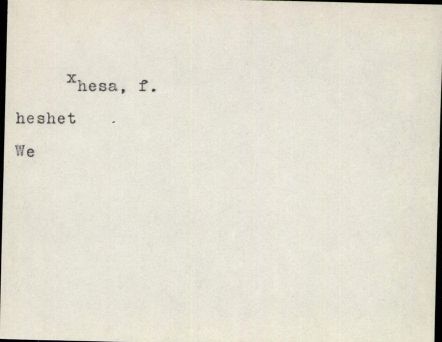 xhesa, f.
heshet
We